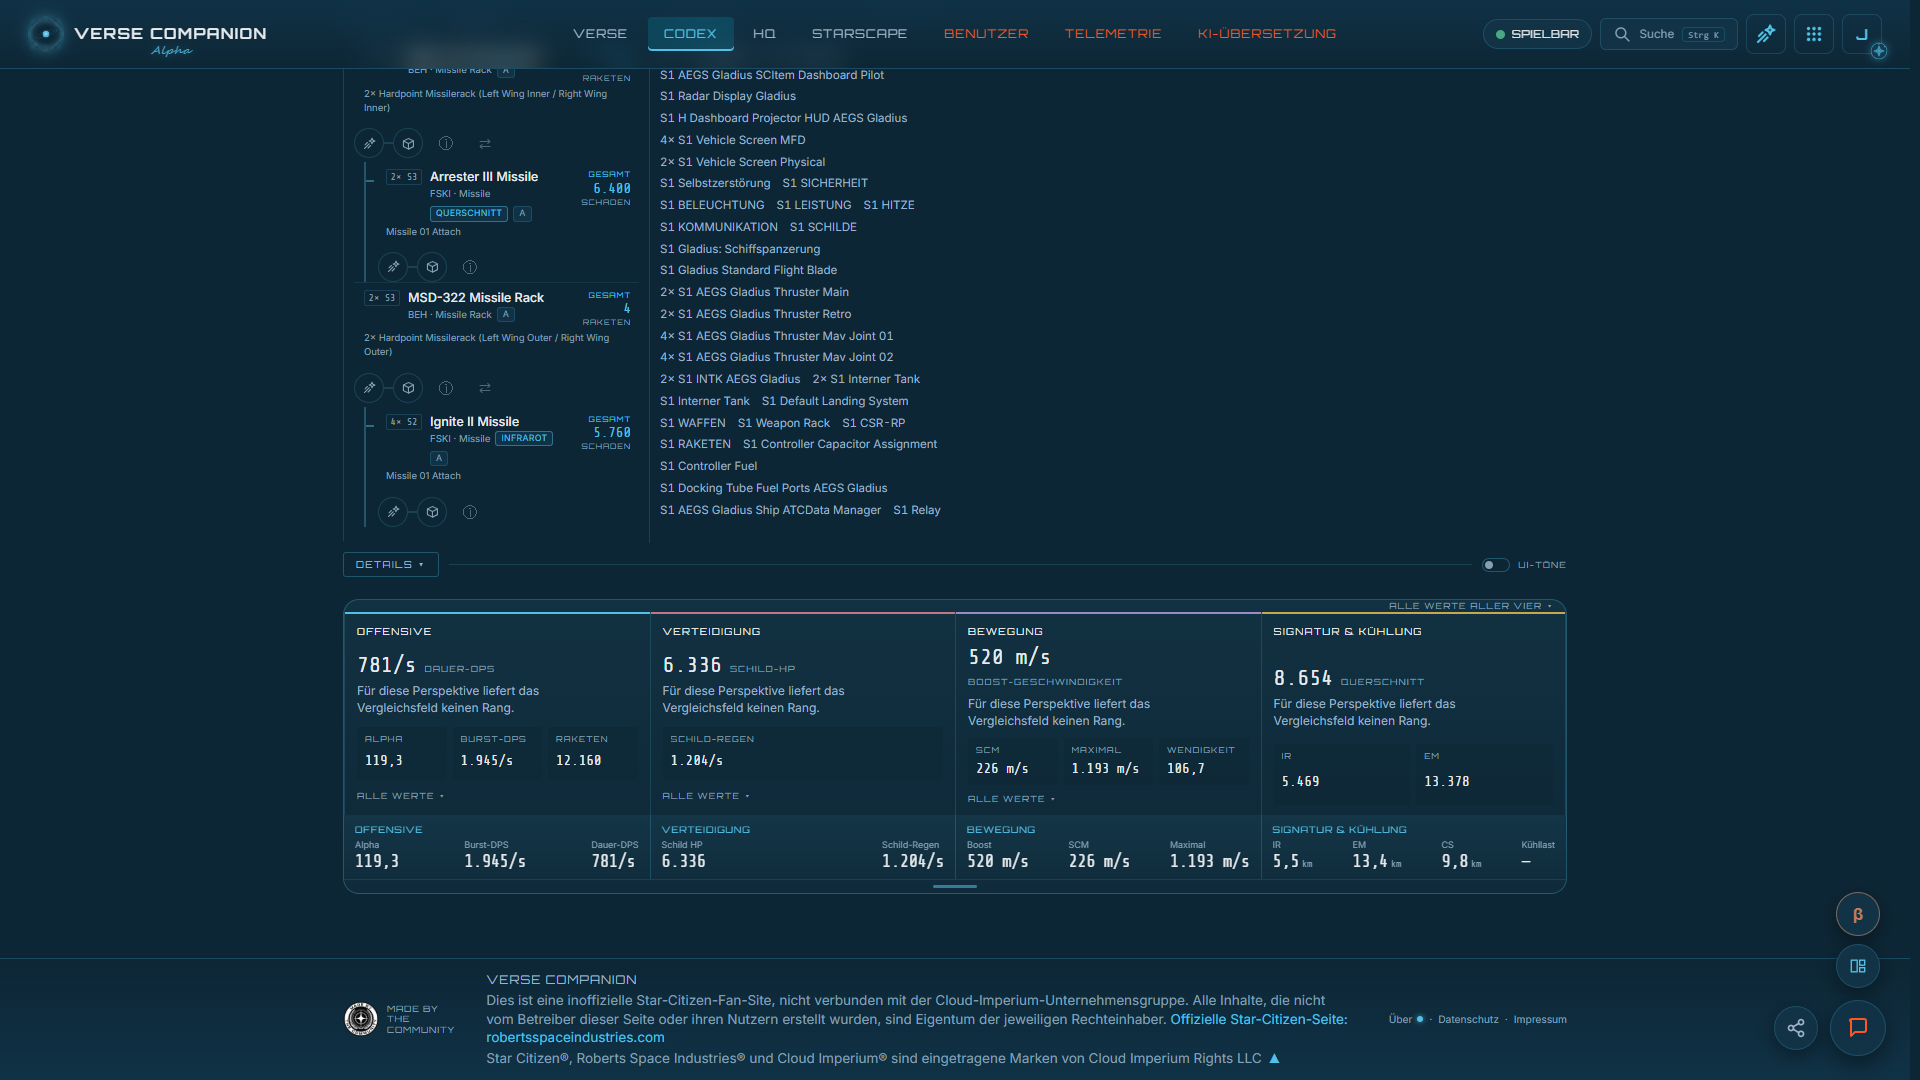 VERSE COMPANION
Alpha
VERSE
CODEX
HQ
STARSCAPE
BENUTZER
TELEMETRIE
KI-ÜBERSETZUNG
SPIELBAR
Suche
Strg K
BEH · Missile Rack A
RAKETEN
2× Hardpoint Missilerack (Left Wing Inner / Right Wing
Inner)
2× S3 Arrester III Missile
FSKI · Missile
QUERSCHNITT A
GESAMT
6.400
SCHADEN
Missile 01 Attach
2× S3 MSD-322 Missile Rack
BEH · Missile Rack A
GESAMT
4
RAKETEN
2× Hardpoint Missilerack (Left Wing Outer / Right Wing
Outer)
4× S2 Ignite II Missile
FSKI · Missile INFRAROT
A
GESAMT
5.760
SCHADEN
Missile 01 Attach
S1 AEGS Gladius SCItem Dashboard Pilot
S1 Radar Display Gladius
S1 H Dashboard Projector HUD AEGS Gladius
4× S1 Vehicle Screen MFD
2× S1 Vehicle Screen Physical
S1 Selbstzerstörung S1 SICHERHEIT
S1 BELEUCHTUNG S1 LEISTUNG S1 HITZE
S1 KOMMUNIKATION S1 SCHILDE
S1 Gladius: Schiffspanzerung
S1 Gladius Standard Flight Blade
2× S1 AEGS Gladius Thruster Main
2× S1 AEGS Gladius Thruster Retro
4× S1 AEGS Gladius Thruster Mav Joint 01
4× S1 AEGS Gladius Thruster Mav Joint 02
2× S1 INTK AEGS Gladius 2× S1 Interner Tank
S1 Interner Tank S1 Default Landing System
S1 WAFFEN S1 Weapon Rack S1 CSR-RP
S1 RAKETEN S1 Controller Capacitor Assignment
S1 Controller Fuel
S1 Docking Tube Fuel Ports AEGS Gladius
S1 AEGS Gladius Ship ATCData Manager S1 Relay
DETAILS
UI-TÖNE
ALLE WERTE ALLER VIER
OFFENSIVE
781/s DAUER-DPS
Für diese Perspektive liefert das
Vergleichsfeld keinen Rang.
ALPHA
119,3
BURST-DPS
1.945/s
RAKETEN
12.160
ALLE WERTE
VERTEIDIGUNG
6.336 SCHILD-HP
Für diese Perspektive liefert das
Vergleichsfeld keinen Rang.
SCHILD-REGEN
1.204/s
ALLE WERTE
BEWEGUNG
520 m/s
BOOST-GESCHWINDIGKEIT
Für diese Perspektive liefert das
Vergleichsfeld keinen Rang.
SCM
226 m/s
MAXIMAL
1.193 m/s
WENDIGKEIT
106,7
ALLE WERTE
SIGNATUR & KÜHLUNG
8.654 QUERSCHNITT
Für diese Perspektive liefert das
Vergleichsfeld keinen Rang.
IR
5.469
EM
13.378
OFFENSIVE
Alpha Burst-DPS Dauer-DPS
119,3 1.945/s 781/s
VERTEIDIGUNG
Schild HP Schild-Regen
6.336 1.204/s
BEWEGUNG
Boost SCM Maximal
520 m/s 226 m/s 1.193 m/s
SIGNATUR & KÜHLUNG
IR EM CS Kühllast
5,5 km 13,4 km 9,8 km –
β
MADE BY
THE
COMMUNITY
VERSE COMPANION
Dies ist eine inoffizielle Star-Citizen-Fan-Site, nicht verbunden mit der Cloud-Imperium-Unternehmensgruppe. Alle Inhalte, die nicht
vom Betreiber dieser Seite oder ihren Nutzern erstellt wurden, sind Eigentum der jeweiligen Rechteinhaber. Offizielle Star-Citizen-Seite:
robertsspaceindustries.com
Star Citizen®, Roberts Space Industries® und Cloud Imperium® sind eingetragene Marken von Cloud Imperium Rights LLC ▲
Über · Datenschutz · Impressum